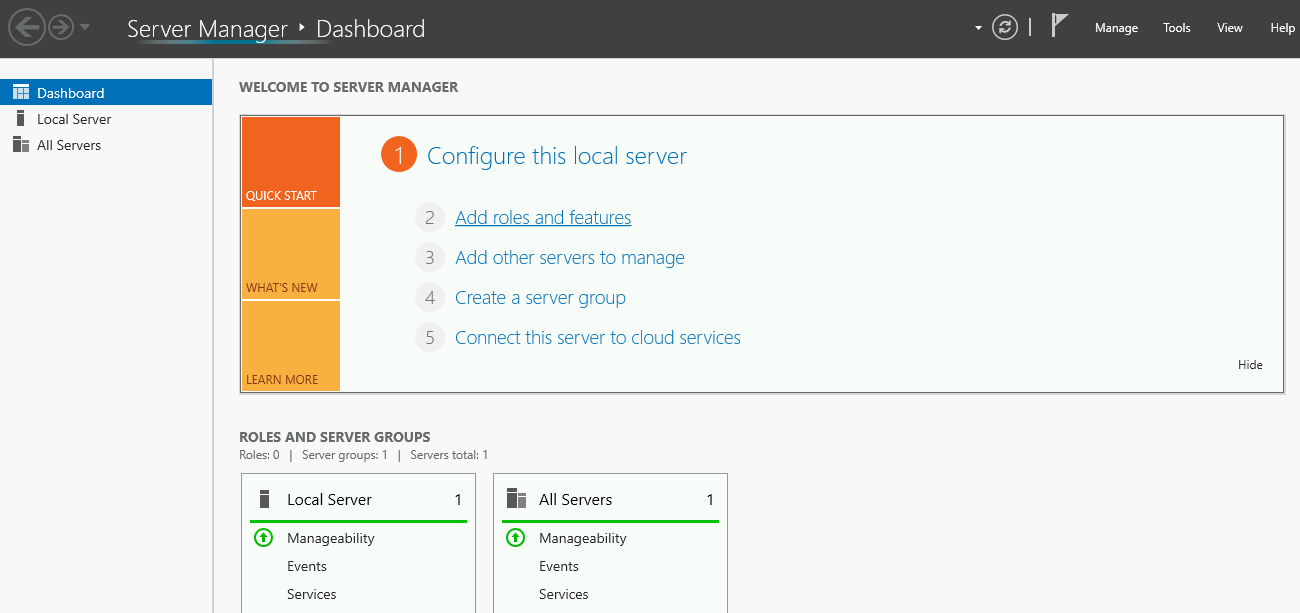 Server Manager ‣ Dashboard
Manage Tools View Help
Dashboard
Local Server
All Servers
WELCOME TO SERVER MANAGER
QUICK START
WHAT'S NEW
LEARN MORE
1 Configure this local server
2 Add roles and features
3 Add other servers to manage
4 Create a server group
5 Connect this server to cloud services
Hide
ROLES AND SERVER GROUPS
Roles: 0 | Server groups: 1 | Servers total: 1
Local Server 1
Manageability
Events
Services
All Servers 1
Manageability
Events
Services